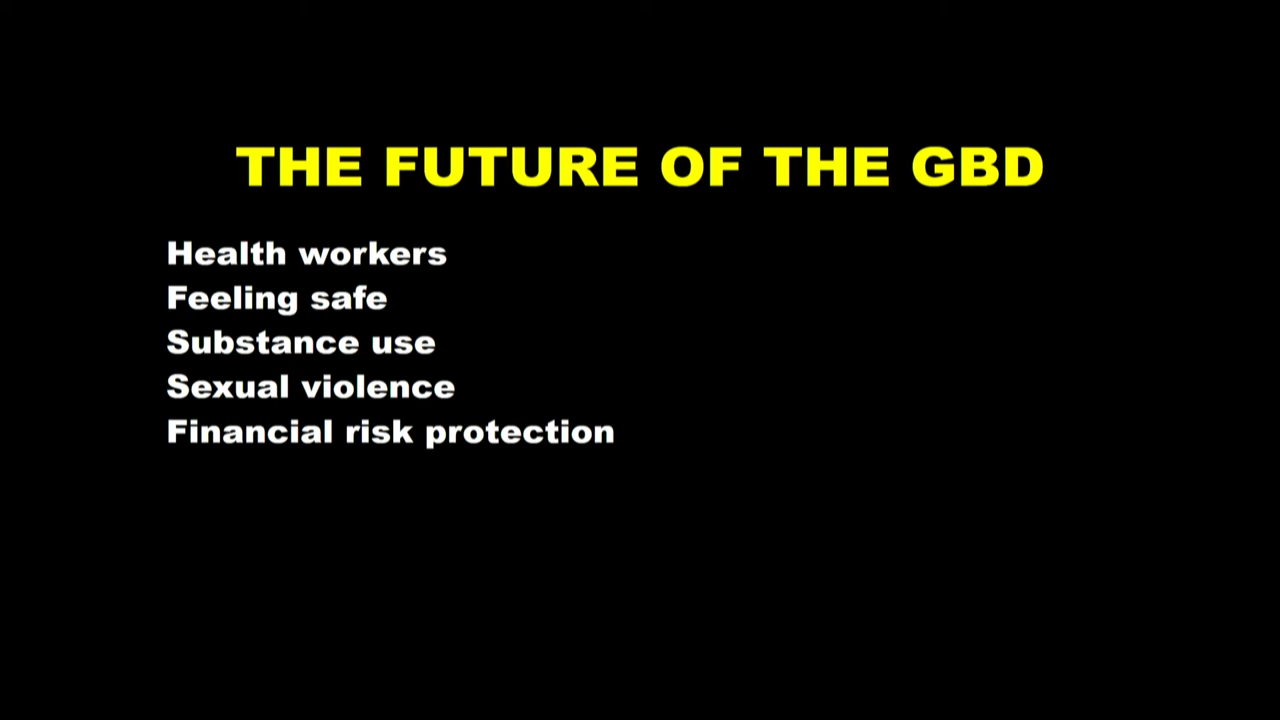 THE FUTURE OF THE GBD
Health workers
Feeling safe
Substance use
Sexual violence
Financial risk protection